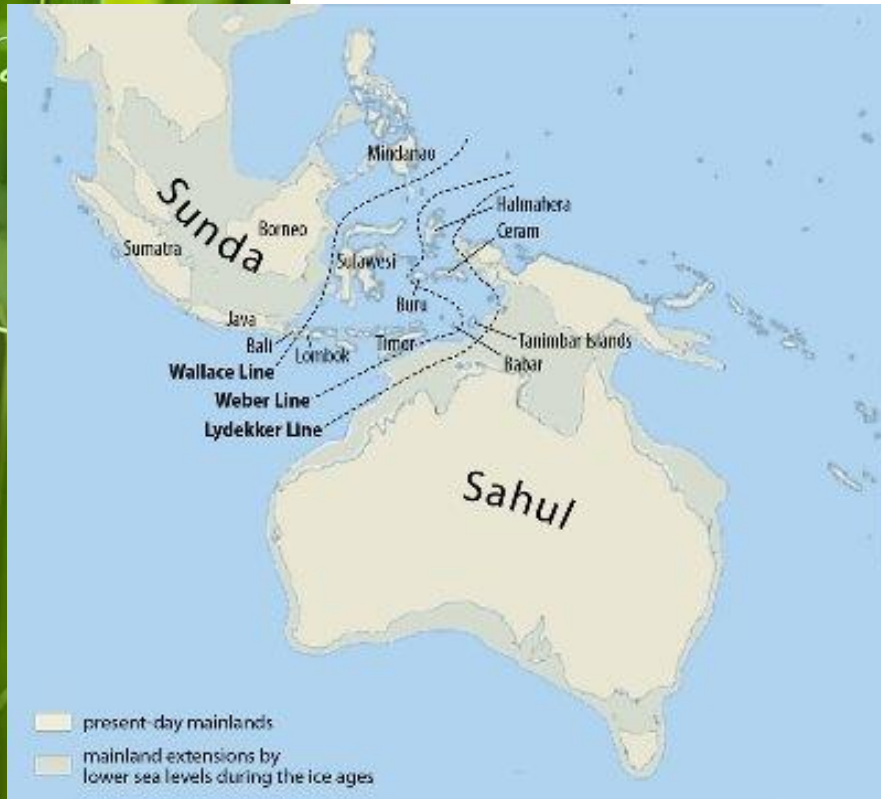 Mindanao
Sunda
Halmahera
Borneo
Ceram
Sumatra
Sulawesi
Buru
Java
Bali
Lombok
Timor
Tanimbar Islands
Babar
Wallace Line
Weber Line
Lydekker Line
Sahul
present-day mainlands
mainland extensions by
lower sea levels during the ice ages